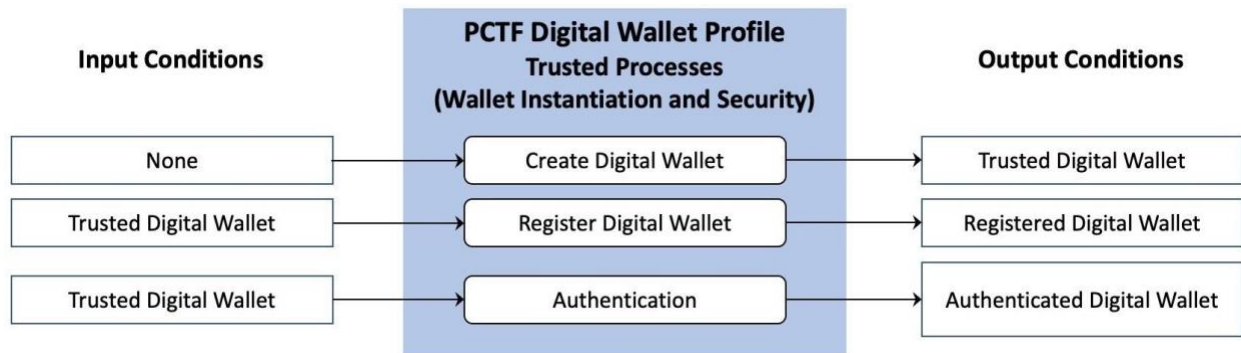 Input Conditions
PCTF Digital Wallet Profile
Trusted Processes
(Wallet Instantiation and Security)
Output Conditions
None
Create Digital Wallet
Trusted Digital Wallet
Trusted Digital Wallet
Register Digital Wallet
Registered Digital Wallet
Trusted Digital Wallet
Authentication
Authenticated Digital Wallet